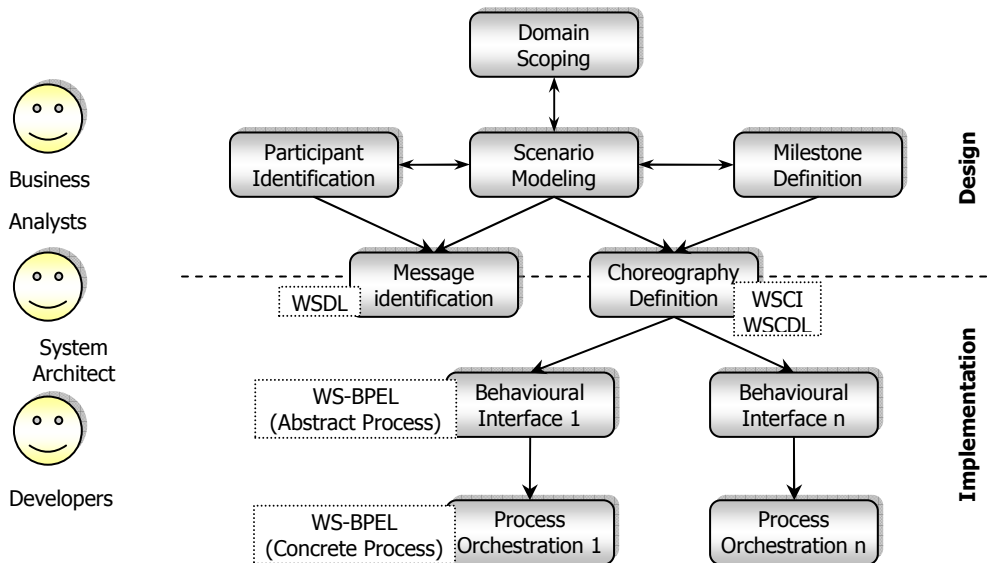 Domain
Scoping
Business
Analysts
Participant
Identification
Scenario
Modeling
Milestone
Definition
Design
System
Architect
Message
identification
WSDL
Choreography
Definition
WSCI
WSCDL
Developers
WS-BPEL
(Abstract Process)
Behavioural
Interface 1
Behavioural
Interface n
Implementation
WS-BPEL
(Concrete Process)
Process
Orchestration 1
Process
Orchestration n